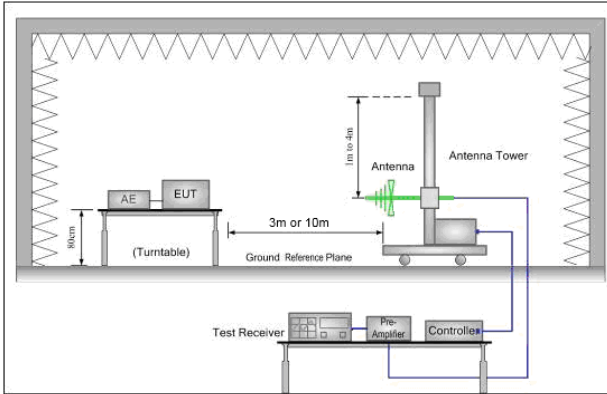 1m to 4m
Antenna
Antenna Tower
AE
EUT
3m or 10m
80cm
(Turntable)
Ground Reference Plane
Test Receiver
Pre-
Amplifier
Controlle